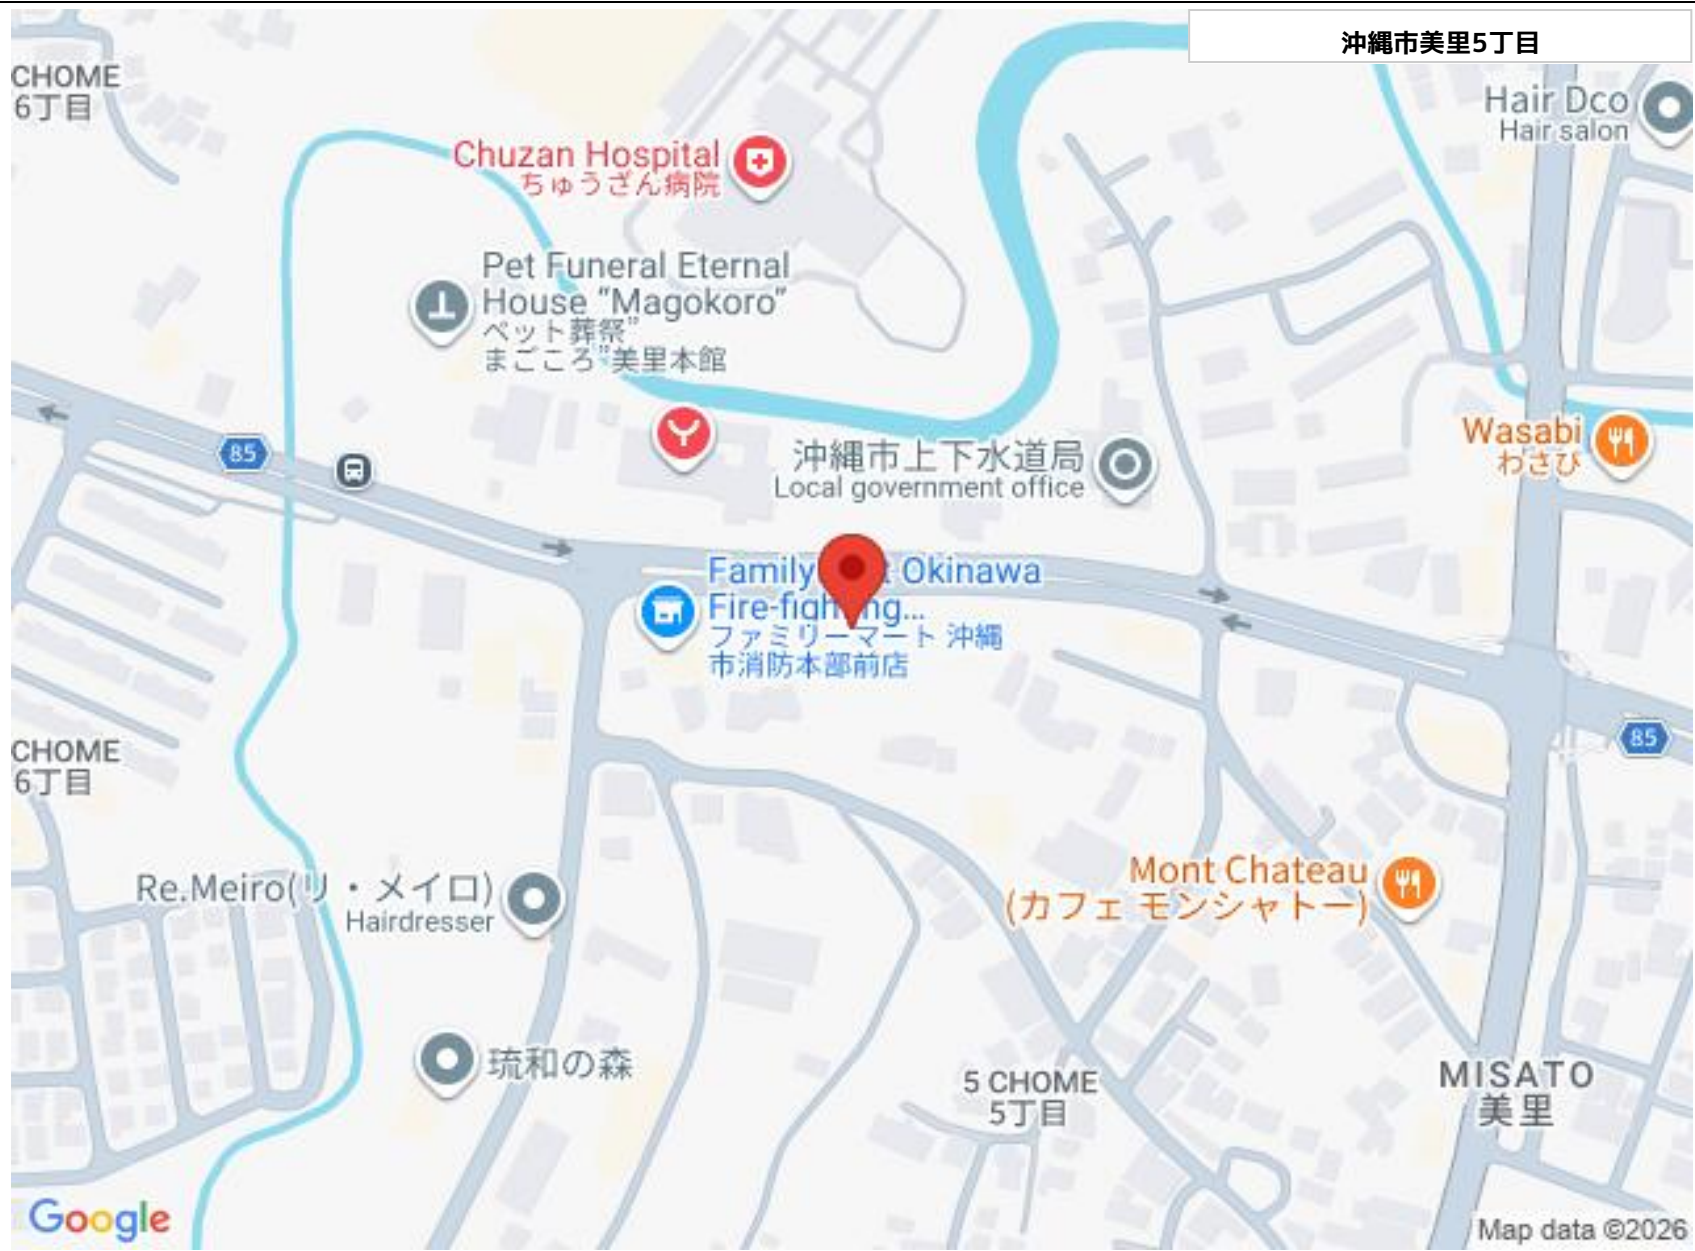 沖縄市美里5丁目
CHOME
6丁目
Hair Dco
Hair salon
Chuzan Hospital
ちゅうざん病院
Pet Funeral Eternal
House "Magokoro"
ペット葬祭"
まごころ"美里本館
85
Wasabi
わさび
沖縄市上下水道局
Local government office
Family Okinawa
Fire-fighting...
ファミリーマート 沖縄
市消防本部前店
85
CHOME
6丁目
Mont Chateau
(カフェ モンシャトー)
Re.Meiro(リ・メイロ)
Hairdresser
琉和の森
5 CHOME
5丁目
MISATO
美里
Google
Map data ©2026